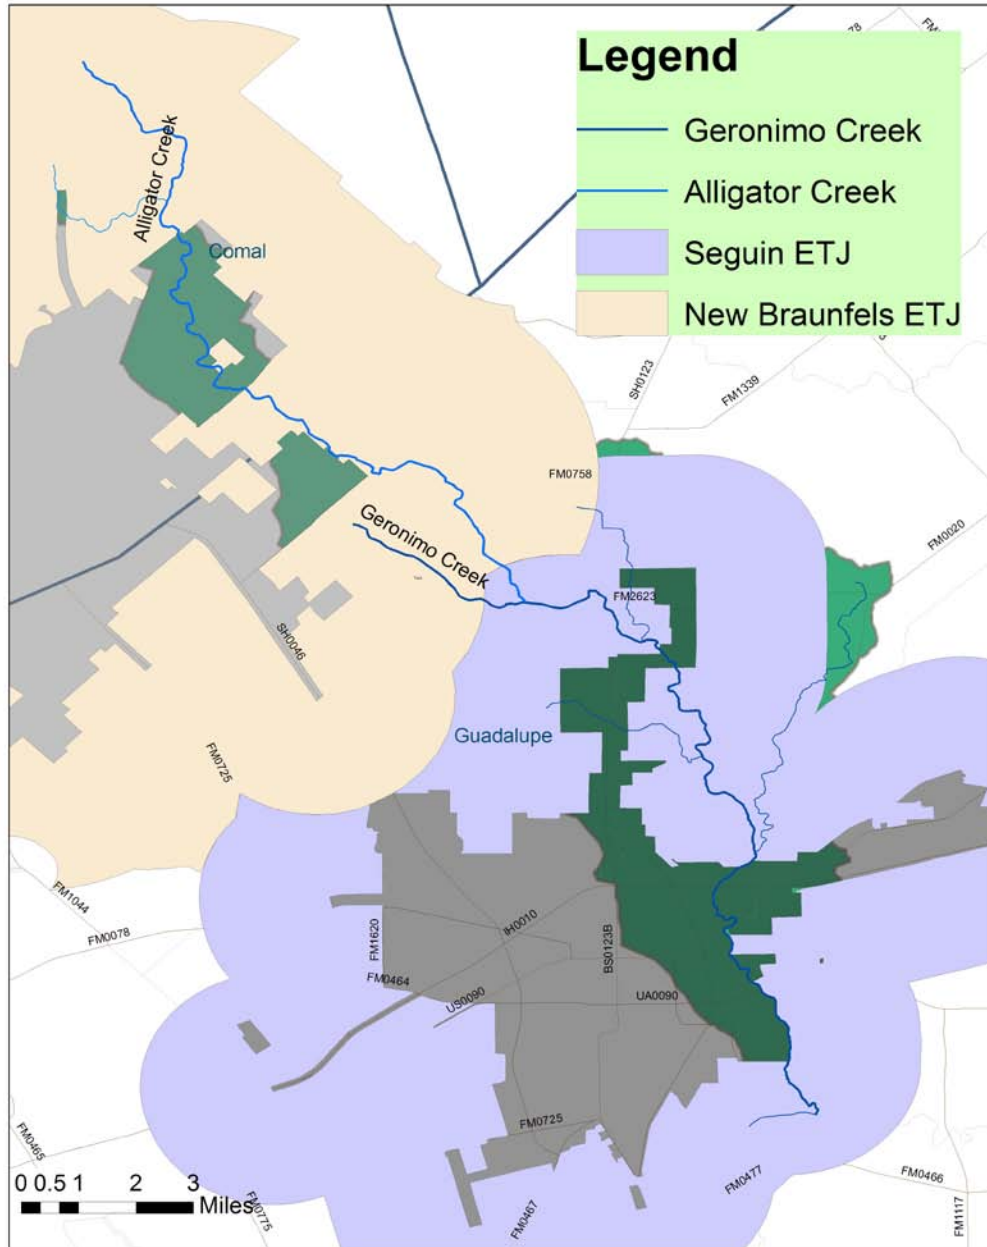 Legend
Geronimo Creek
Alligator Creek
Seguin ETJ
New Braunfels ETJ
Alligator Creek
Comal
SH0123
FM1339
FM0758
FM0020
Geronimo Creek
FM2623
SH0046
Guadalupe
FM0725
FM1044
FM0078
FM1620
IH0010
BS0123B
FM0464
US0090
UA0090
FM0725
FM0465
FM0477
FM0466
FM1117
FM0467
FM0775
0 0.5 1 2 3
Miles